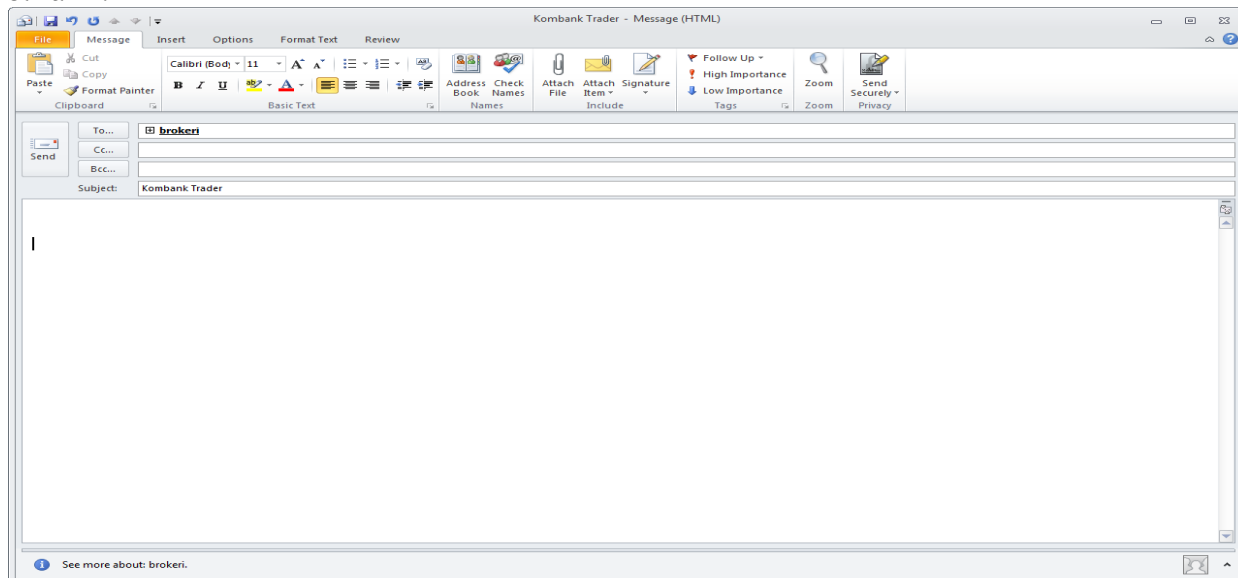 Kombank Trader - Message (HTML)
File Message Insert Options Format Text Review
Cut
Copy
Format Painter
Paste
Clipboard
Calibri (Body 11
B I U
Basic Text
Address Book
Check Names
Names
Attach File
Attach Item
Signature
Include
Follow Up
High Importance
Low Importance
Tags
Zoom
Zoom
Send Securely
Privacy
Send
To... brokeri
Cc...
Bcc...
Subject: Kombank Trader
See more about: brokeri.